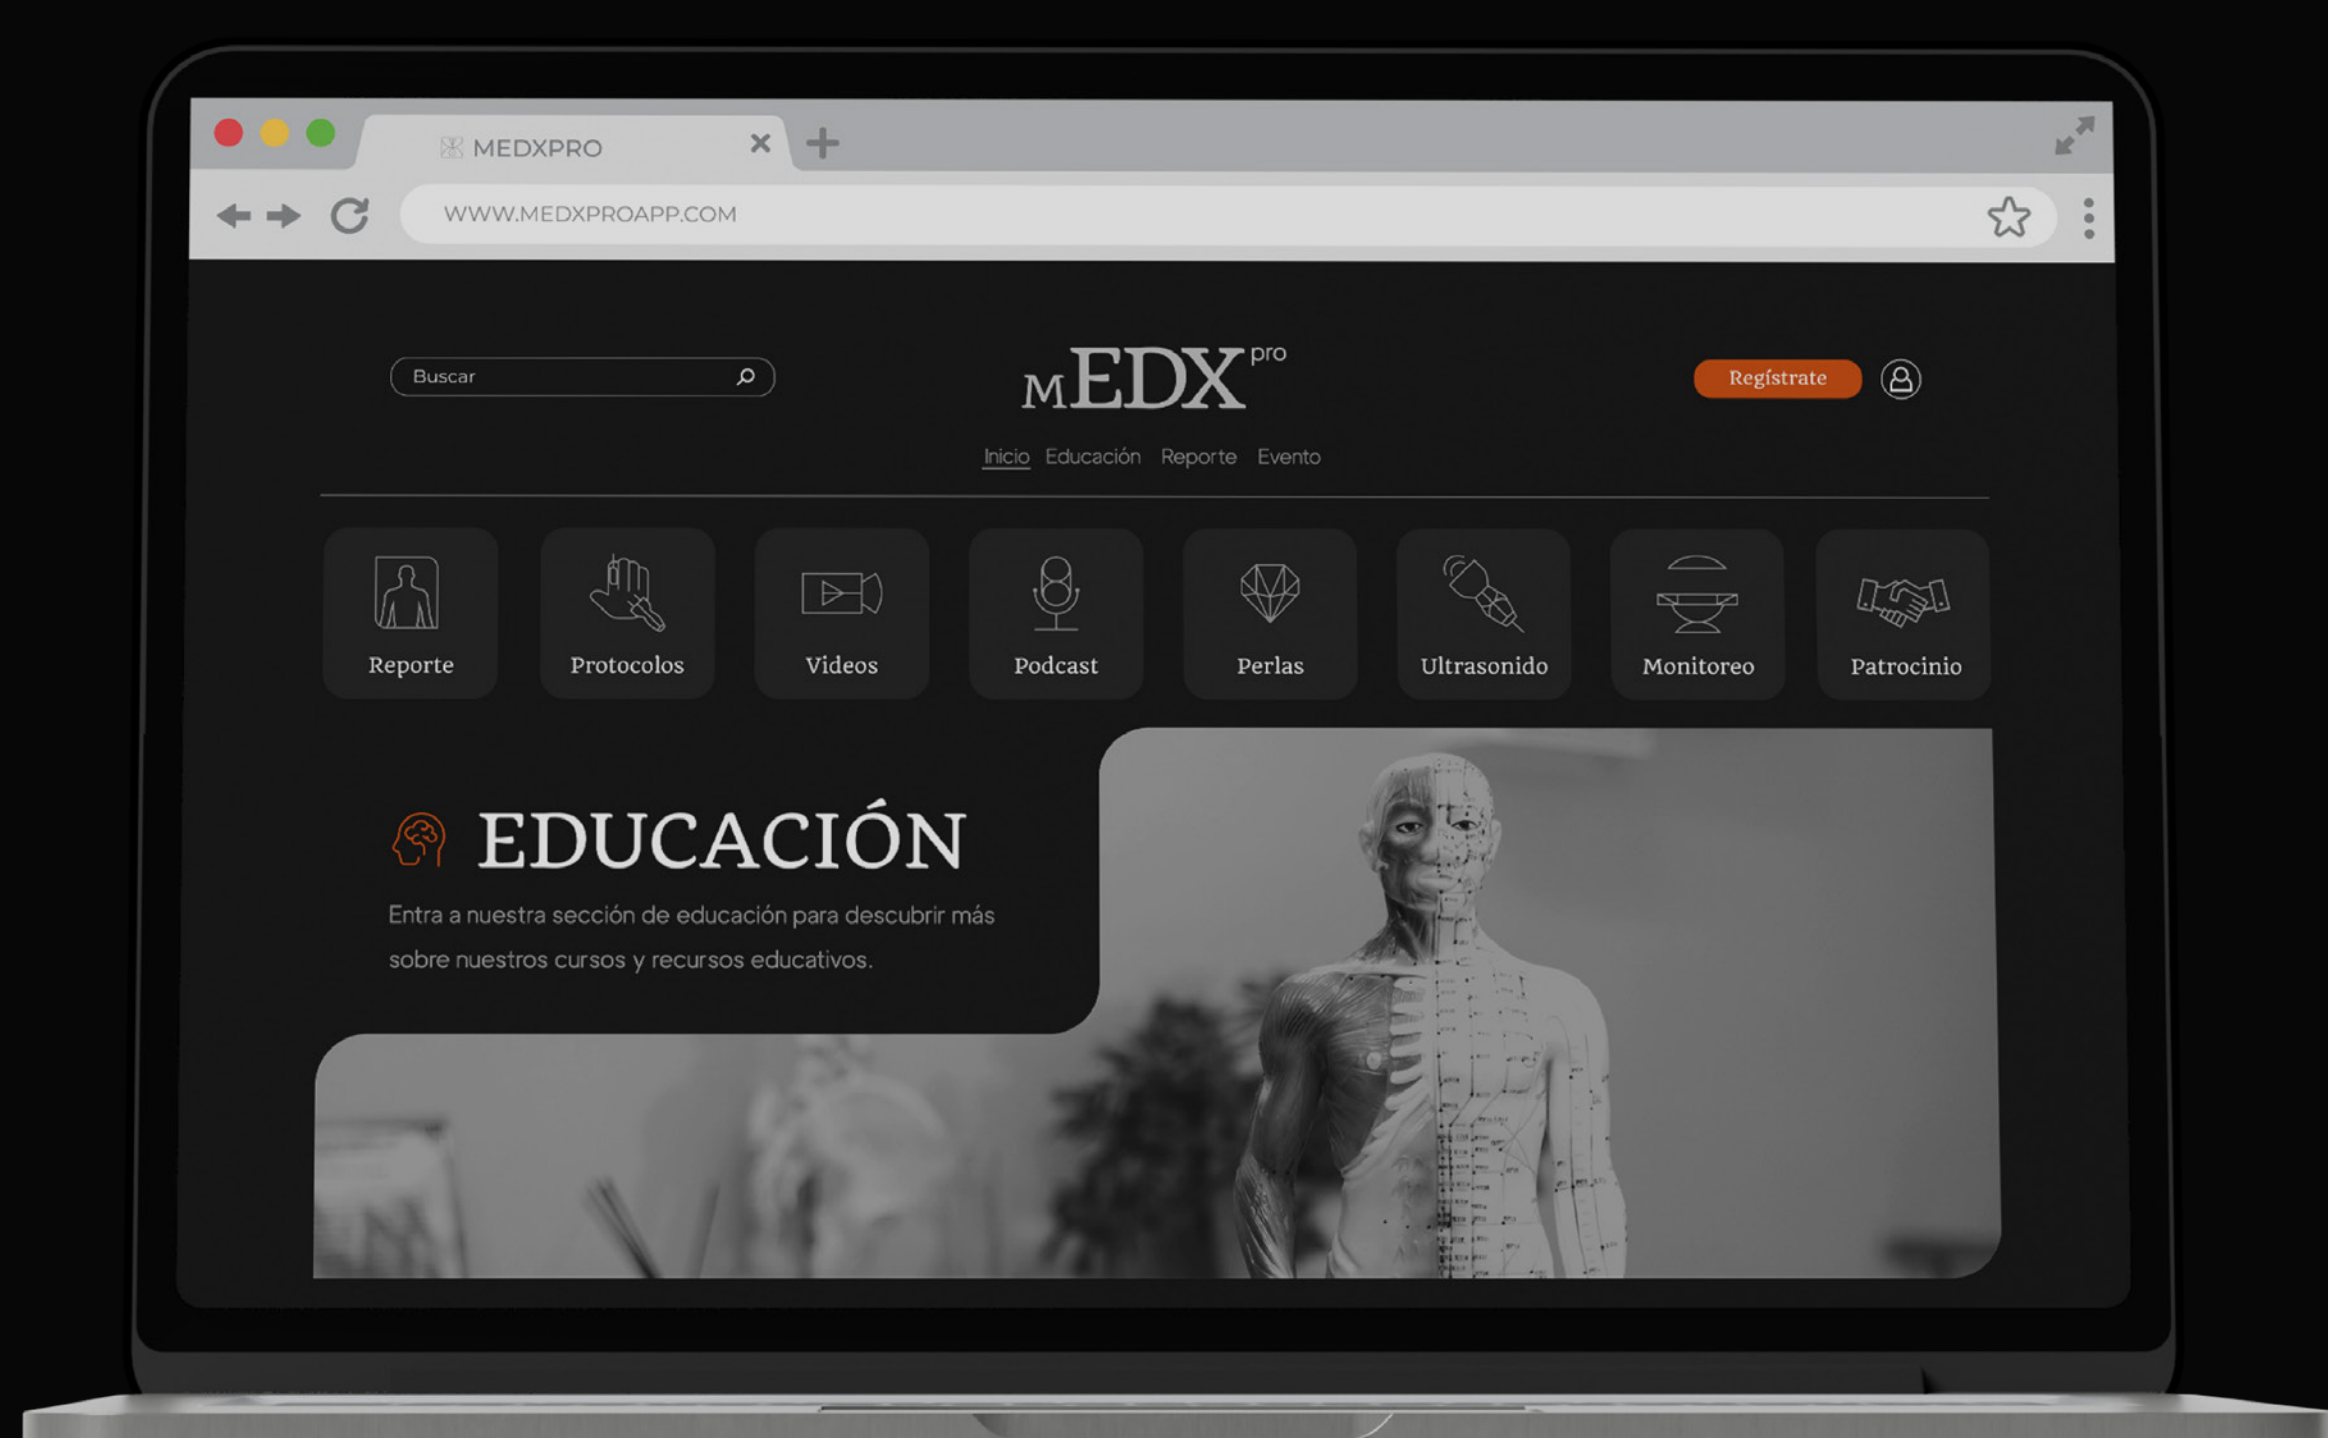 MEDXPRO
WWW.MEDXPROAPP.COM
Buscar
MEDX pro
Regístrate
Inicio Educación Reporte Evento
Reporte Protocolos Videos Podcast Perlas Ultrasonido Monitoreo Patrocinio
EDUCACIÓN
Entra a nuestra sección de educación para descubrir más
sobre nuestros cursos y recursos educativos.